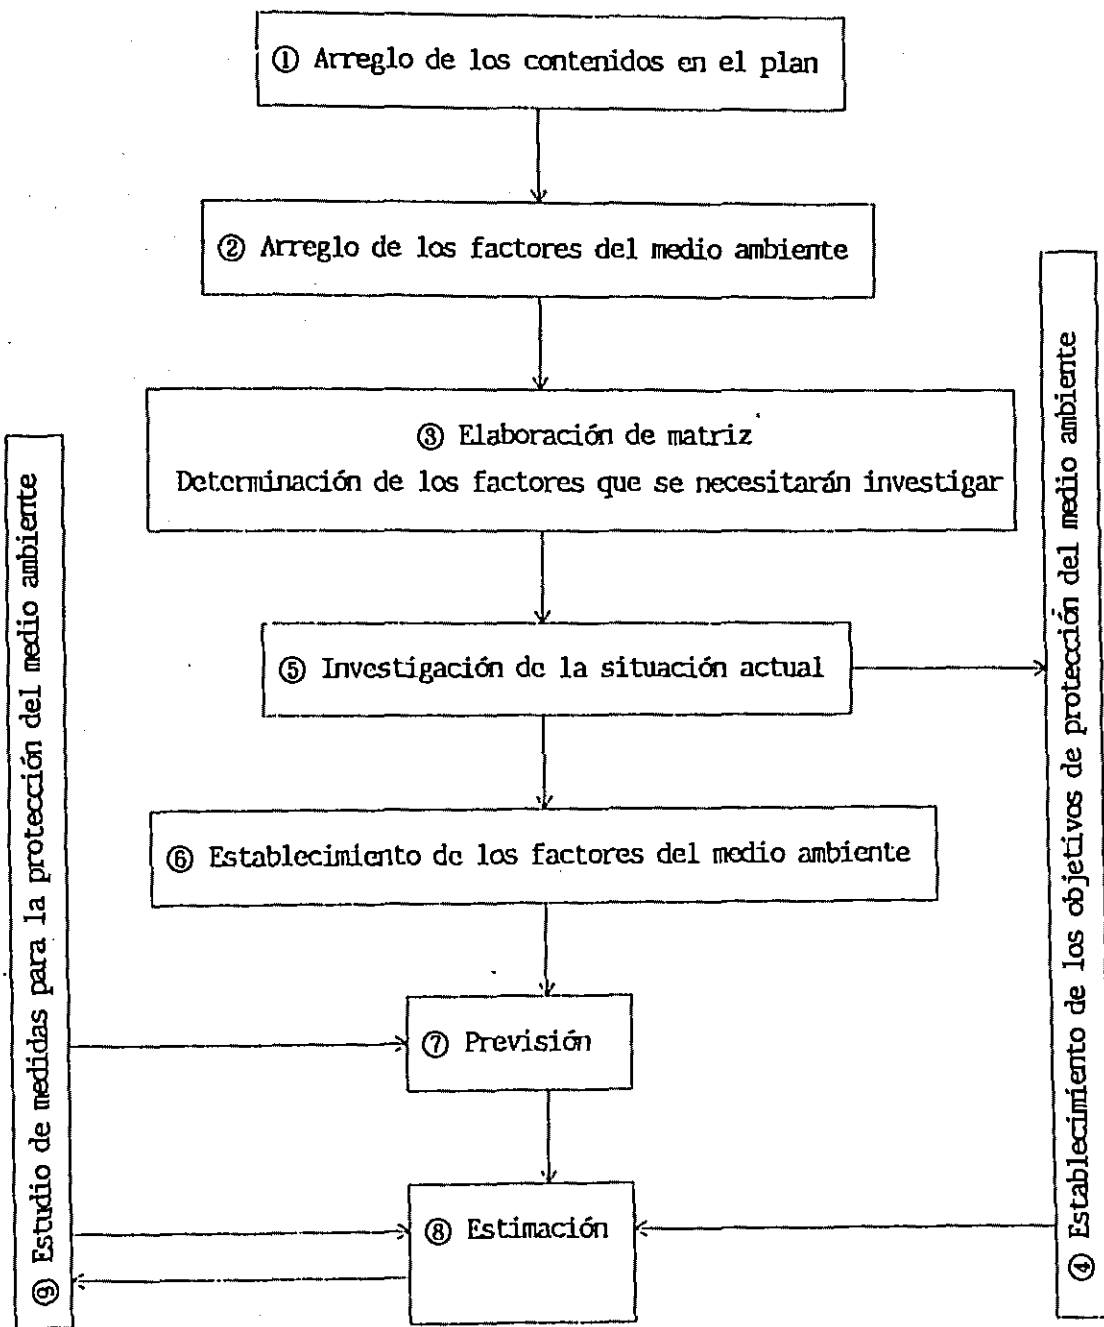 ① Arreglo de los contenidos en el plan
② Arreglo de los factores del medio ambiente
③ Elaboración de matriz
Determinación de los factores que se necesitarán investigar
④ Establecimiento de los objetivos de protección del medio ambiente
⑤ Investigación de la situación actual
⑥ Establecimiento de los factores del medio ambiente
⑦ Previsión
⑧ Estimación
⑨ Estudio de medidas para la protección del medio ambiente